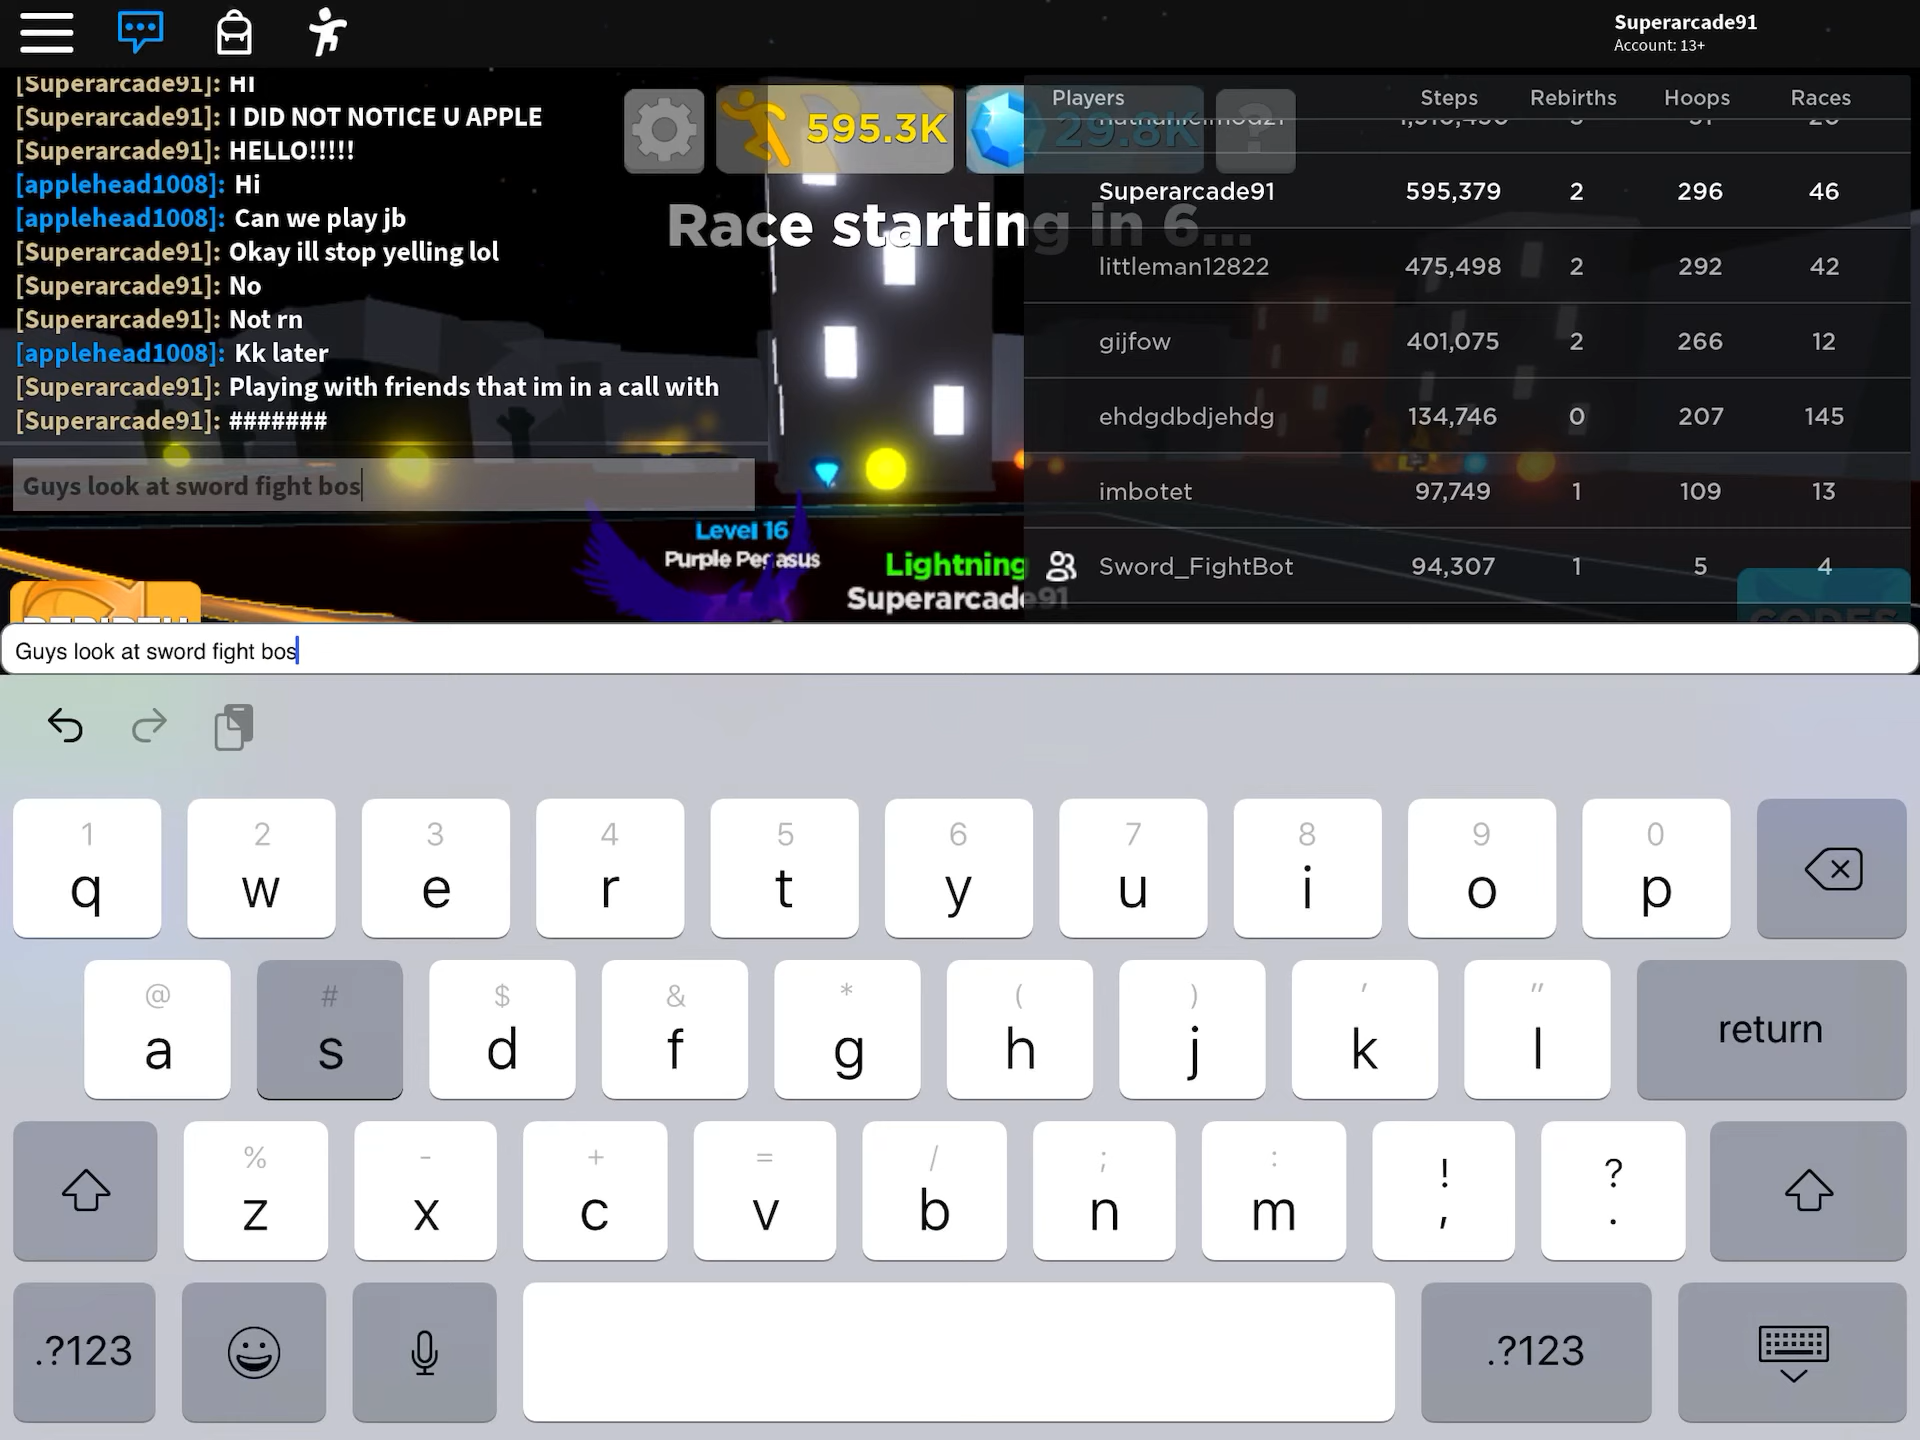 Superarcade91
Account: 13+
[Superarcade91]: HI
[Superarcade91]: I DID NOT NOTICE U APPLE
[Superarcade91]: HELLO!!!!!
[applehead1008]: Hi
[applehead1008]: Can we play jb
[Superarcade91]: Okay ill stop yelling lol
[Superarcade91]: No
[Superarcade91]: Not rn
[applehead1008]: Kk later
[Superarcade91]: Playing with friends that im in a call with
[Superarcade91]: #######
Guys look at sword fight bos
595.3K
29.8K
?
Race starting in 6...
Players Steps Rebirths Hoops Races
Superarcade91 595,379 2 296 46
littleman12822 475,498 2 292 42
gijfow 401,075 2 266 12
ehdgdbdjehdg 134,746 0 207 145
imbotet 97,749 1 109 13
Sword_FightBot 94,307 1 5 4
Level 16
Purple Pegasus
Lightning
Superarcade91
REBIRTH
CODES
Guys look at sword fight bos
1 2 3 4 5 6 7 8 9 0
q w e r t y u i o p
@ # $ & * ( ) ' "
a s d f g h j k l return
% - + = / ; : ! ?
z x c v b n m , .
.?123 .?123